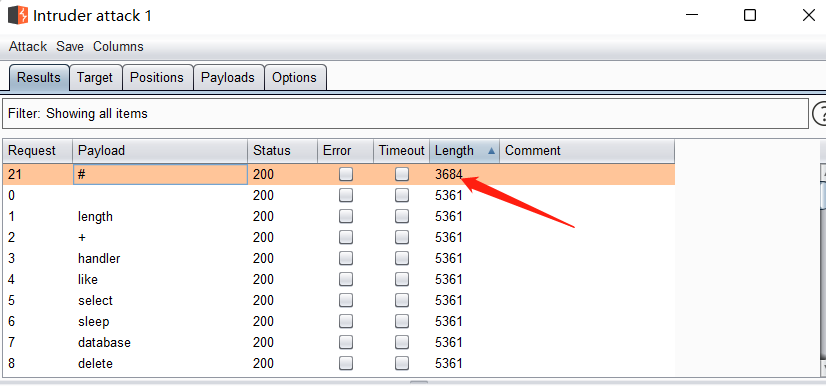 Intruder attack 1
Attack Save Columns
Results Target Positions Payloads Options
Filter: Showing all items ?
Request Payload Status Error Timeout Length Comment
21 # 200 3684
0 200 5361
1 length 200 5361
2 + 200 5361
3 handler 200 5361
4 like 200 5361
5 select 200 5361
6 sleep 200 5361
7 database 200 5361
8 delete 200 5361